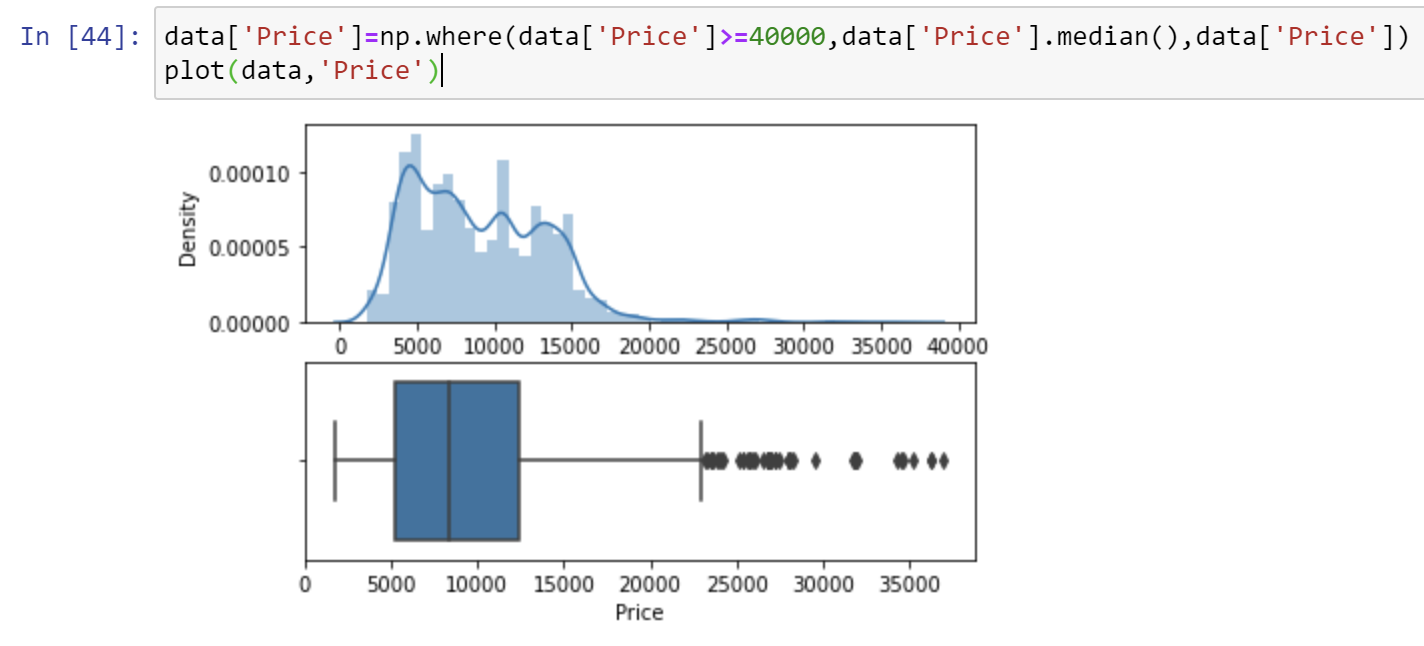 In [44]: data['Price']=np.where(data['Price']>=40000,data['Price'].median(),data['Price'])
plot(data,'Price')
0.00010
0.00005
0.00000
Density
0 5000 10000 15000 20000 25000 30000 35000 40000
0 5000 10000 15000 20000 25000 30000 35000
Price